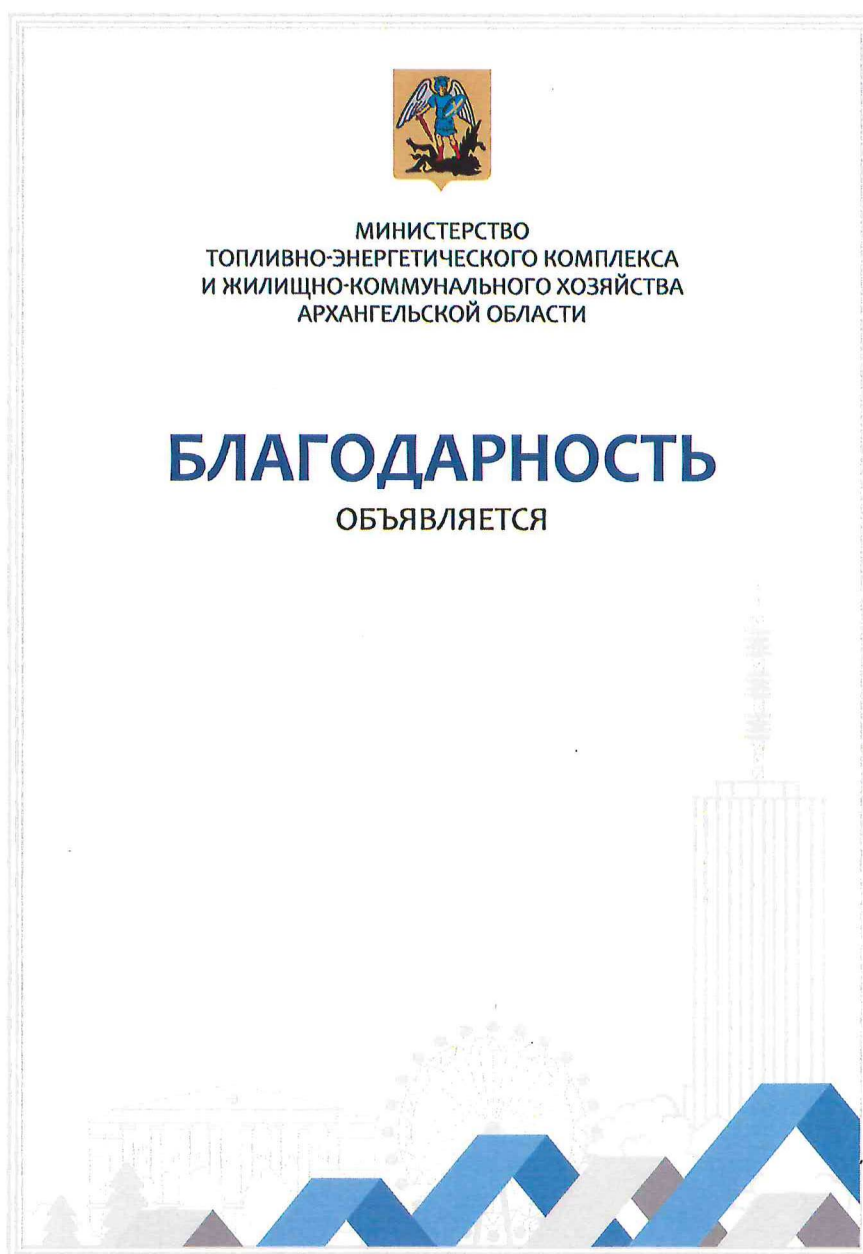 МИНИСТЕРСТВО
ТОПЛИВНО-ЭНЕРГЕТИЧЕСКОГО КОМПЛЕКСА
И ЖИЛИЩНО-КОММУНАЛЬНОГО ХОЗЯЙСТВА
АРХАНГЕЛЬСКОЙ ОБЛАСТИ
БЛАГОДАРНОСТЬ
ОБЪЯВЛЯЕТСЯ